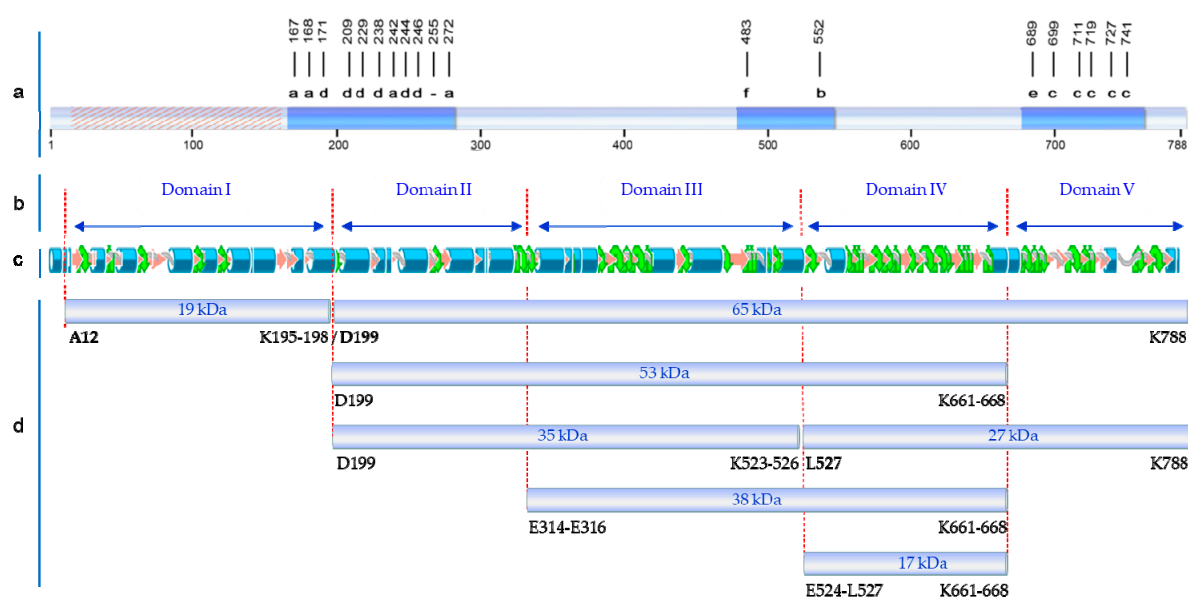 167 168 171 209 229 238 242 244 246 255 272 483 552 689 699 711 719 727 741
a a d d d d a d d - a f b e c c c c c
a
1 100 200 300 400 500 600 700 788
Domain I Domain II Domain III Domain IV Domain V
b
c
19 kDa 65 kDa
A12 K195-198 / D199 K788
53 kDa
D199 K661-668
d
35 kDa 27 kDa
D199 K523-526 L527 K788
38 kDa
E314-E316 K661-668
17 kDa
E524-L527 K661-668